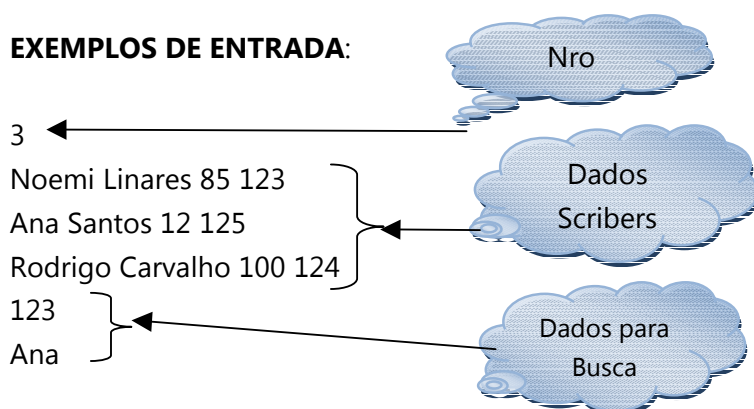 EXEMPLOS DE ENTRADA:
Nro
3
Noemi Linares 85 123
Ana Santos 12 125
Rodrigo Carvalho 100 124
Dados
Scribers
123
Ana
Dados para
Busca